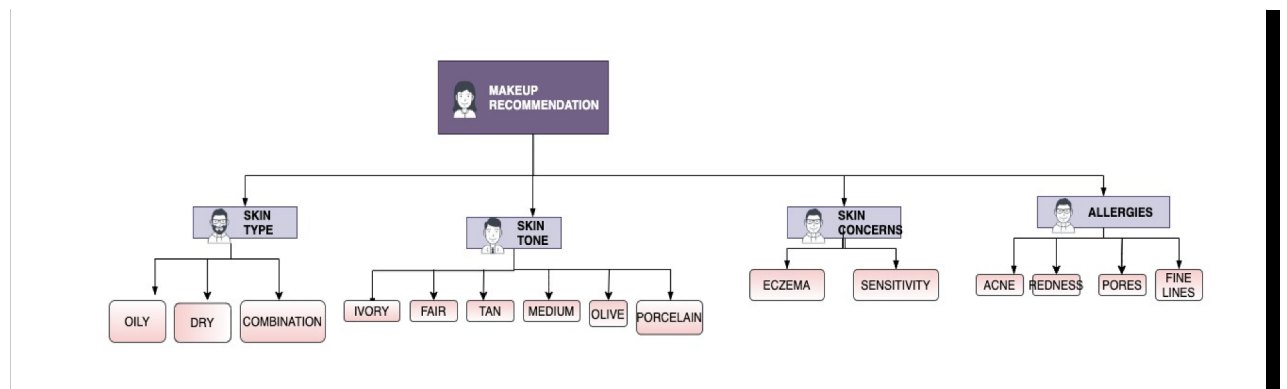 MAKEUP
RECOMMENDATION
SKIN
TYPE
SKIN
TONE
SKIN
CONCERNS
ALLERGIES
OILY
DRY
COMBINATION
IVORY
FAIR
TAN
MEDIUM
OLIVE
PORCELAIN
ECZEMA
SENSITIVITY
ACNE
REDNESS
PORES
FINE
LINES